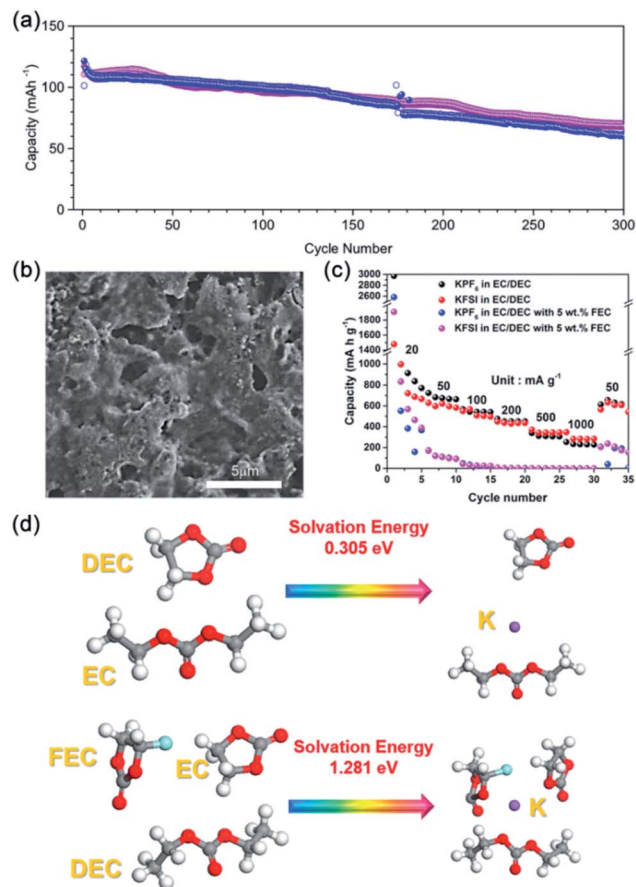 (a)
150
100
50
0
Capacity (mAh⁻¹)
0 50 100 150 200 250 300
Cycle Number
(b)
5μm
(c)
3000
2800
2600
1400
1200
1000
800
600
400
200
0
Capacity (mA h g⁻¹)
KPF₆ in EC/DEC
KFSI in EC/DEC
KPF₆ in EC/DEC with 5 wt.% FEC
KFSI in EC/DEC with 5 wt.% FEC
20
50
100
200
500
1000
50
Unit : mA g⁻¹
0 5 10 15 20 25 30 35
Cycle number
(d)
DEC
EC
Solvation Energy
0.305 eV
K
FEC
EC
DEC
Solvation Energy
1.281 eV
K